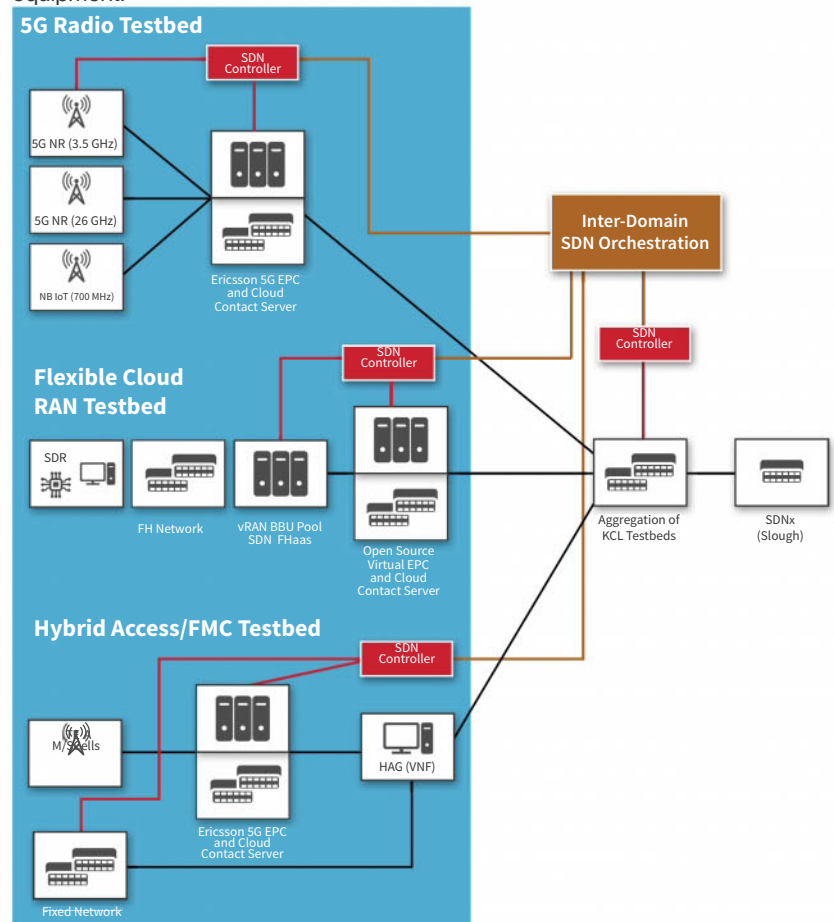 equipment.
5G Radio Testbed
SDN
Controller
5G NR (3.5 GHz)
5G NR (26 GHz)
NB IoT (700 MHz)
Ericsson 5G EPC
and Cloud
Contact Server
Inter-Domain
SDN Orchestration
SDN
Controller
Flexible Cloud
RAN Testbed
SDN
Controller
SDR
FH Network
vRAN BBU Pool
SDN FHaas
Open Source
Virtual EPC
and Cloud
Contact Server
Aggregation of
KCL Testbeds
SDNx
(Slough)
Hybrid Access/FMC Testbed
SDN
Controller
M/SCells
HAG (VNF)
Ericsson 5G EPC
and Cloud
Contact Server
Fixed Network